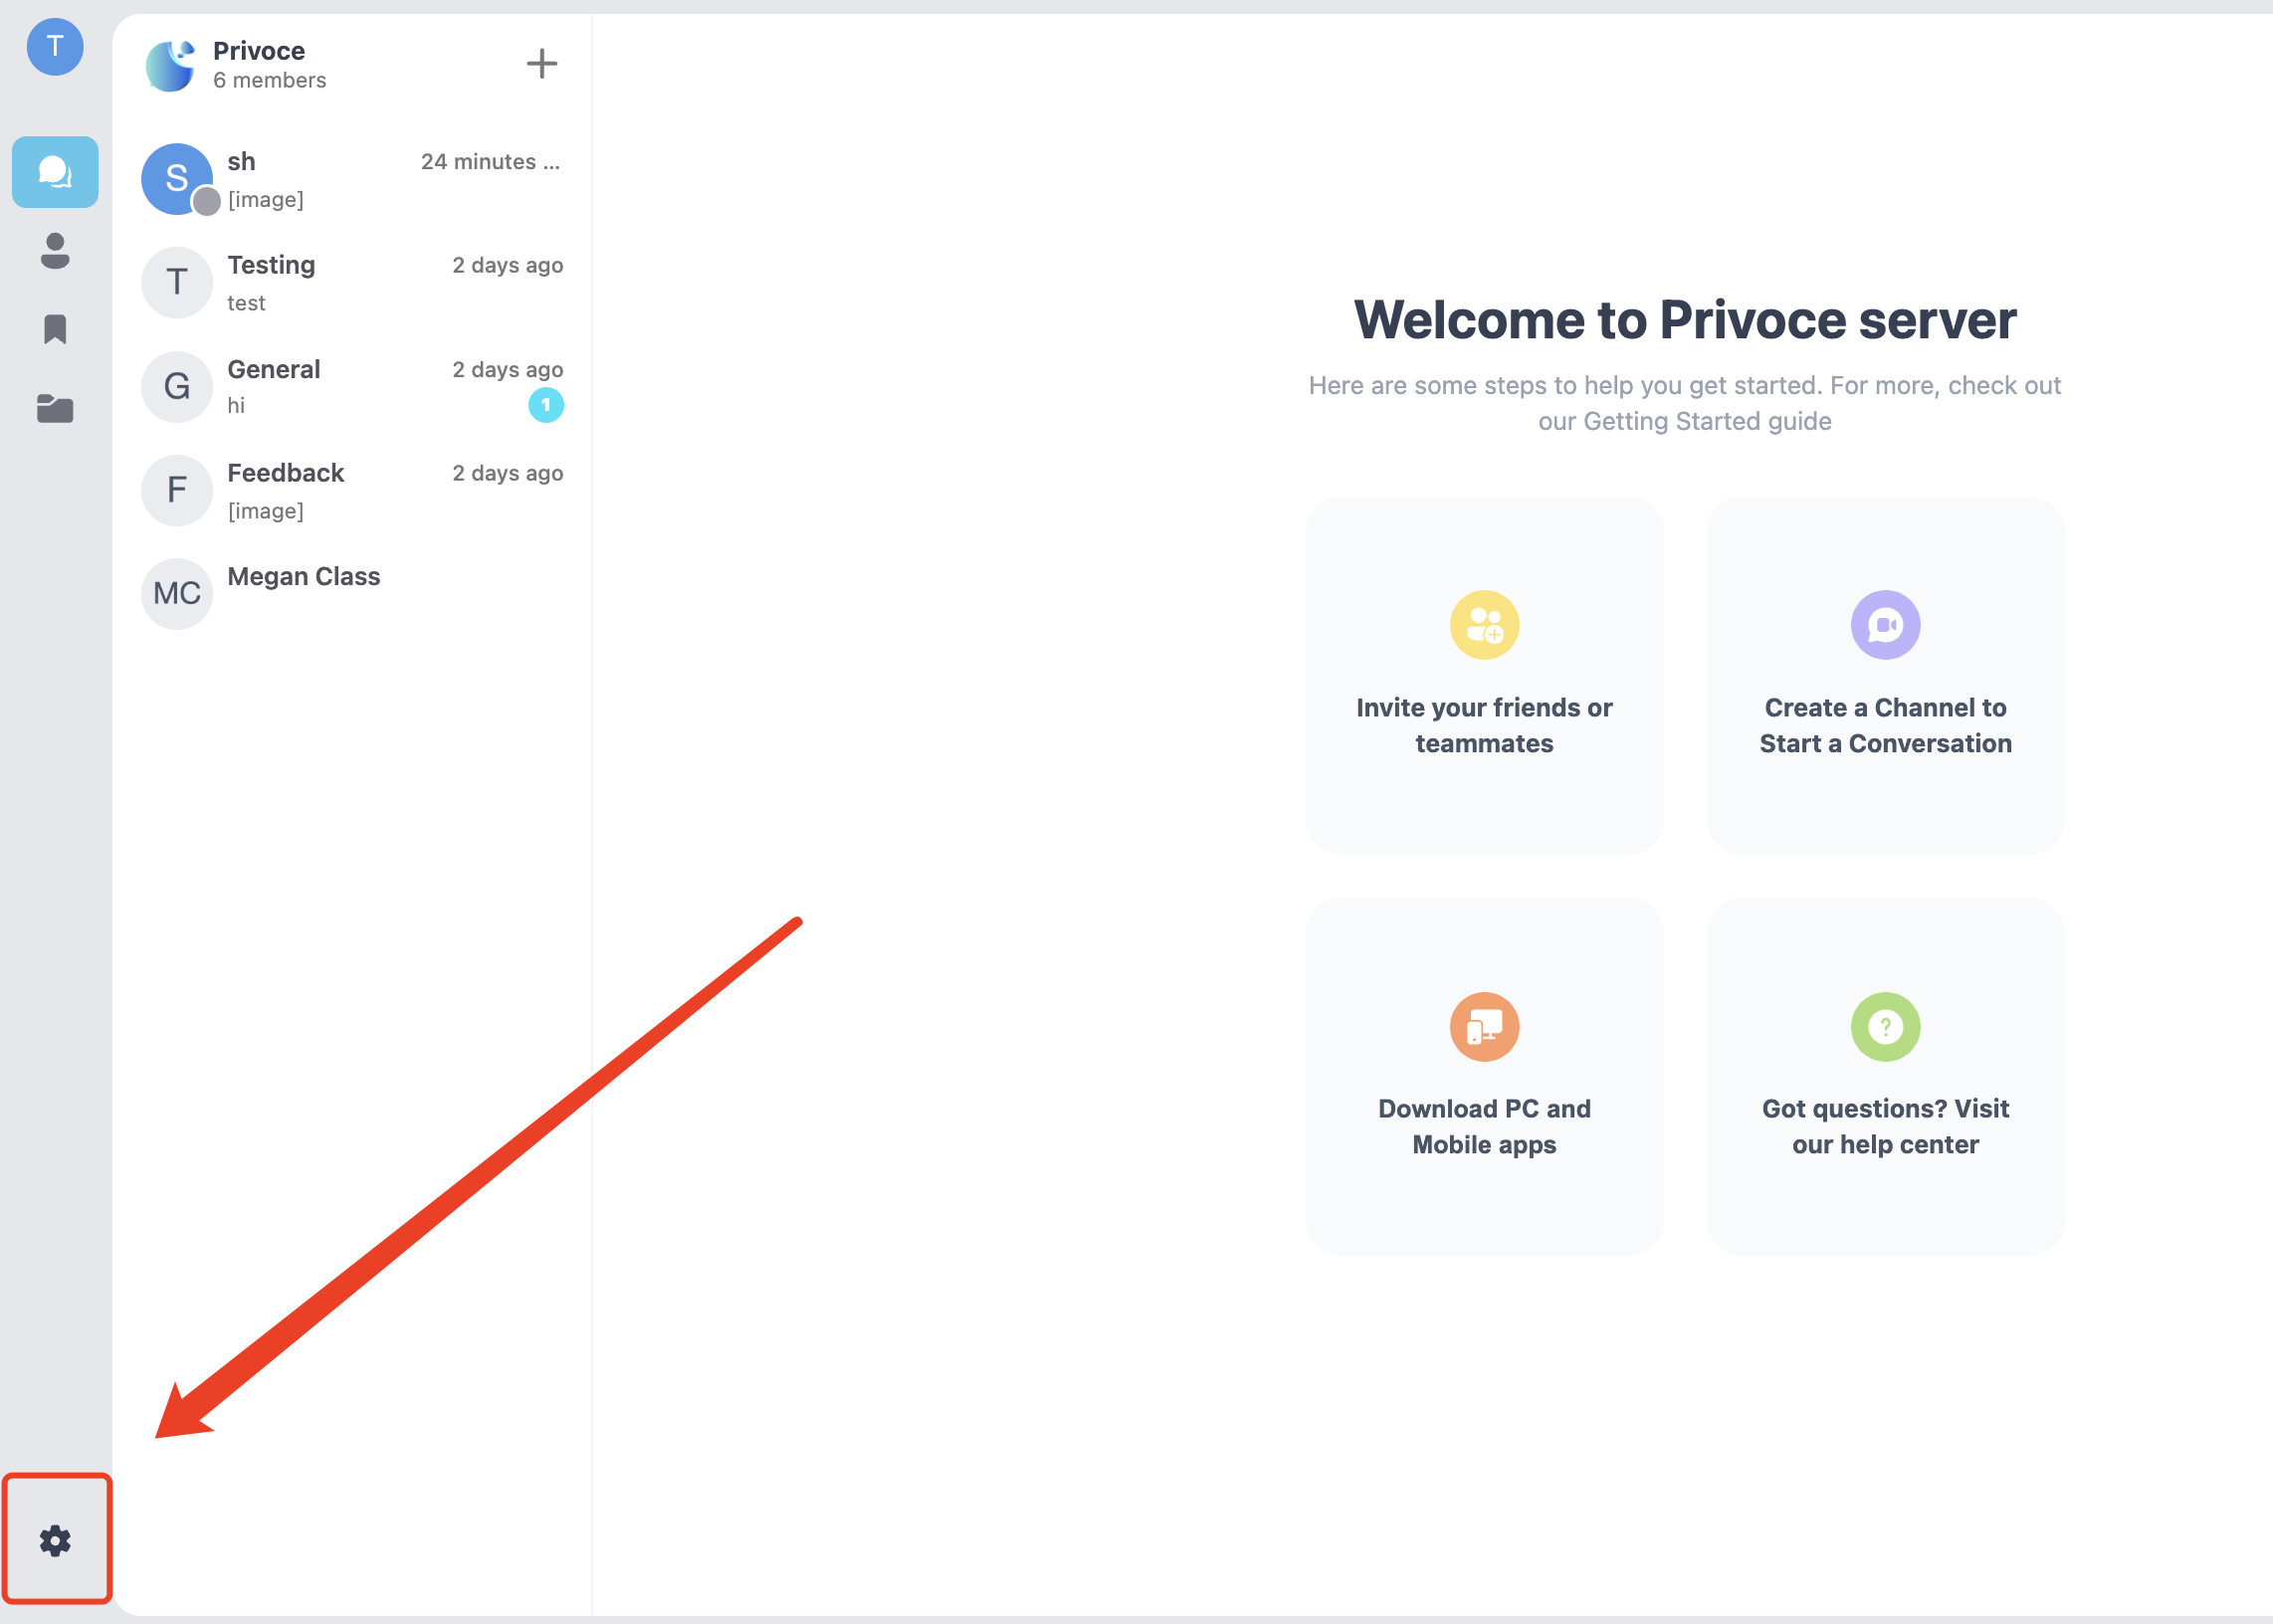 T
Privoce
6 members
S
sh
24 minutes ...
[image]
T
Testing
2 days ago
test
G
General
2 days ago
hi
1
F
Feedback
2 days ago
[image]
MC
Megan Class
Welcome to Privoce server
Here are some steps to help you get started. For more, check out
our Getting Started guide
Invite your friends or
teammates
Create a Channel to
Start a Conversation
Download PC and
Mobile apps
?
Got questions? Visit
our help center